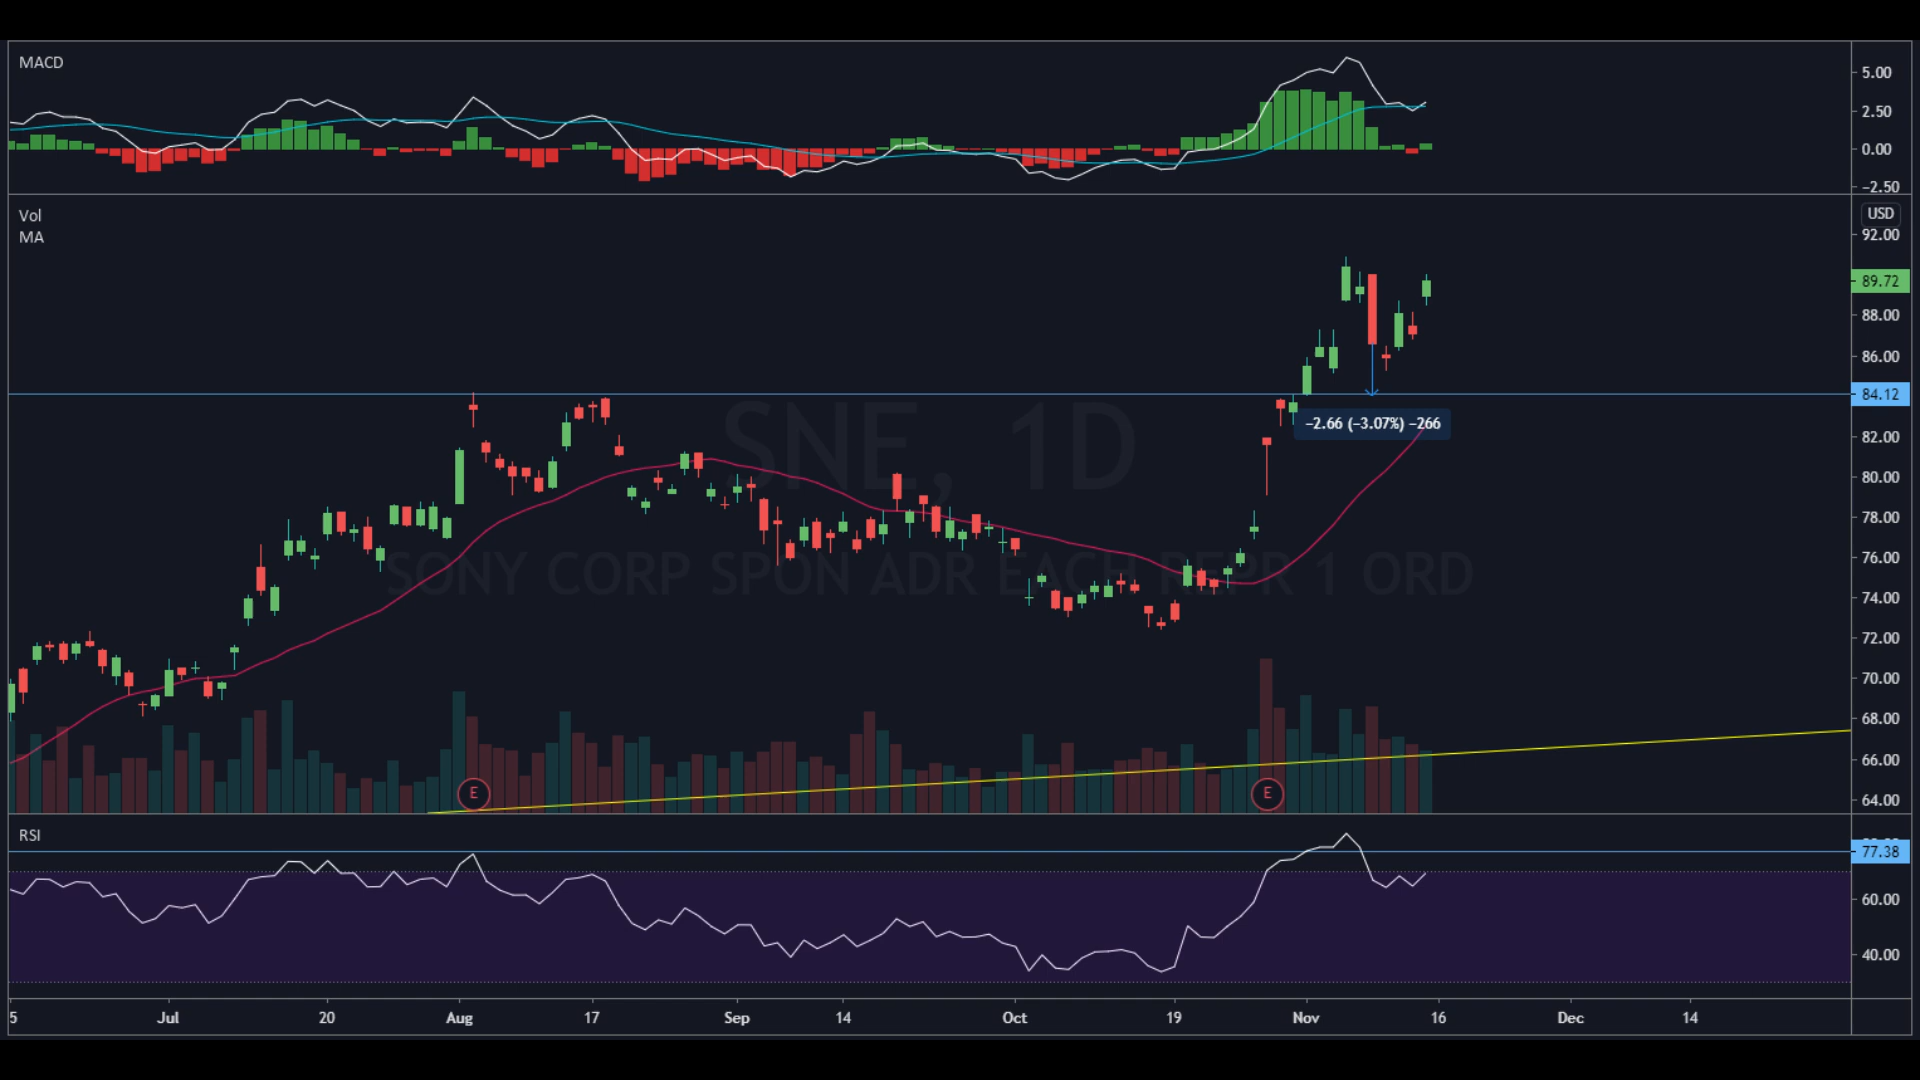 MACD
5.00
2.50
0.00
−2.50
Vol
MA
USD
92.00
89.72
88.00
86.00
84.12
82.00
80.00
78.00
76.00
74.00
72.00
70.00
68.00
66.00
64.00
SNE, 1D
SONY CORP SPON ADR EACH REPR 1 ORD
−2.66 (−3.07%) −266
E
E
RSI
77.38
60.00
40.00
5 Jul 20 Aug 17 Sep 14 Oct 19 Nov 16 Dec 14